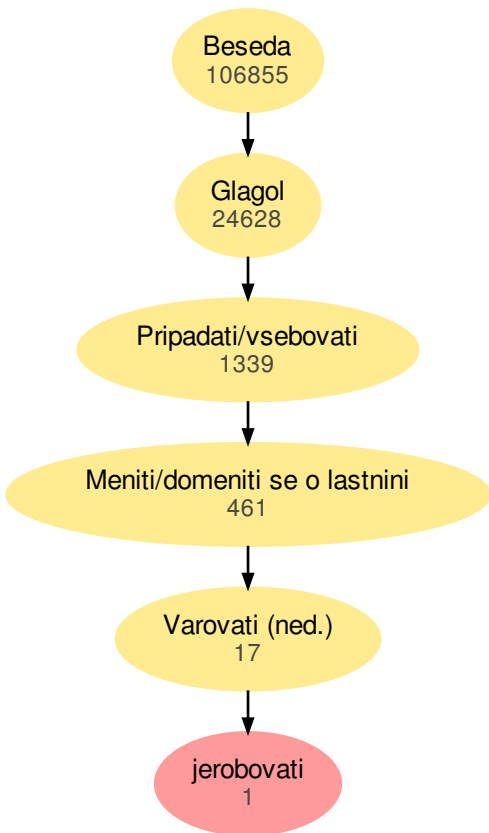 Beseda
106855
Glagol
24628
Pripadati/vsebovati
1339
Meniti/domeniti se o lastnini
461
Varovati (ned.)
17
jerobovati
1